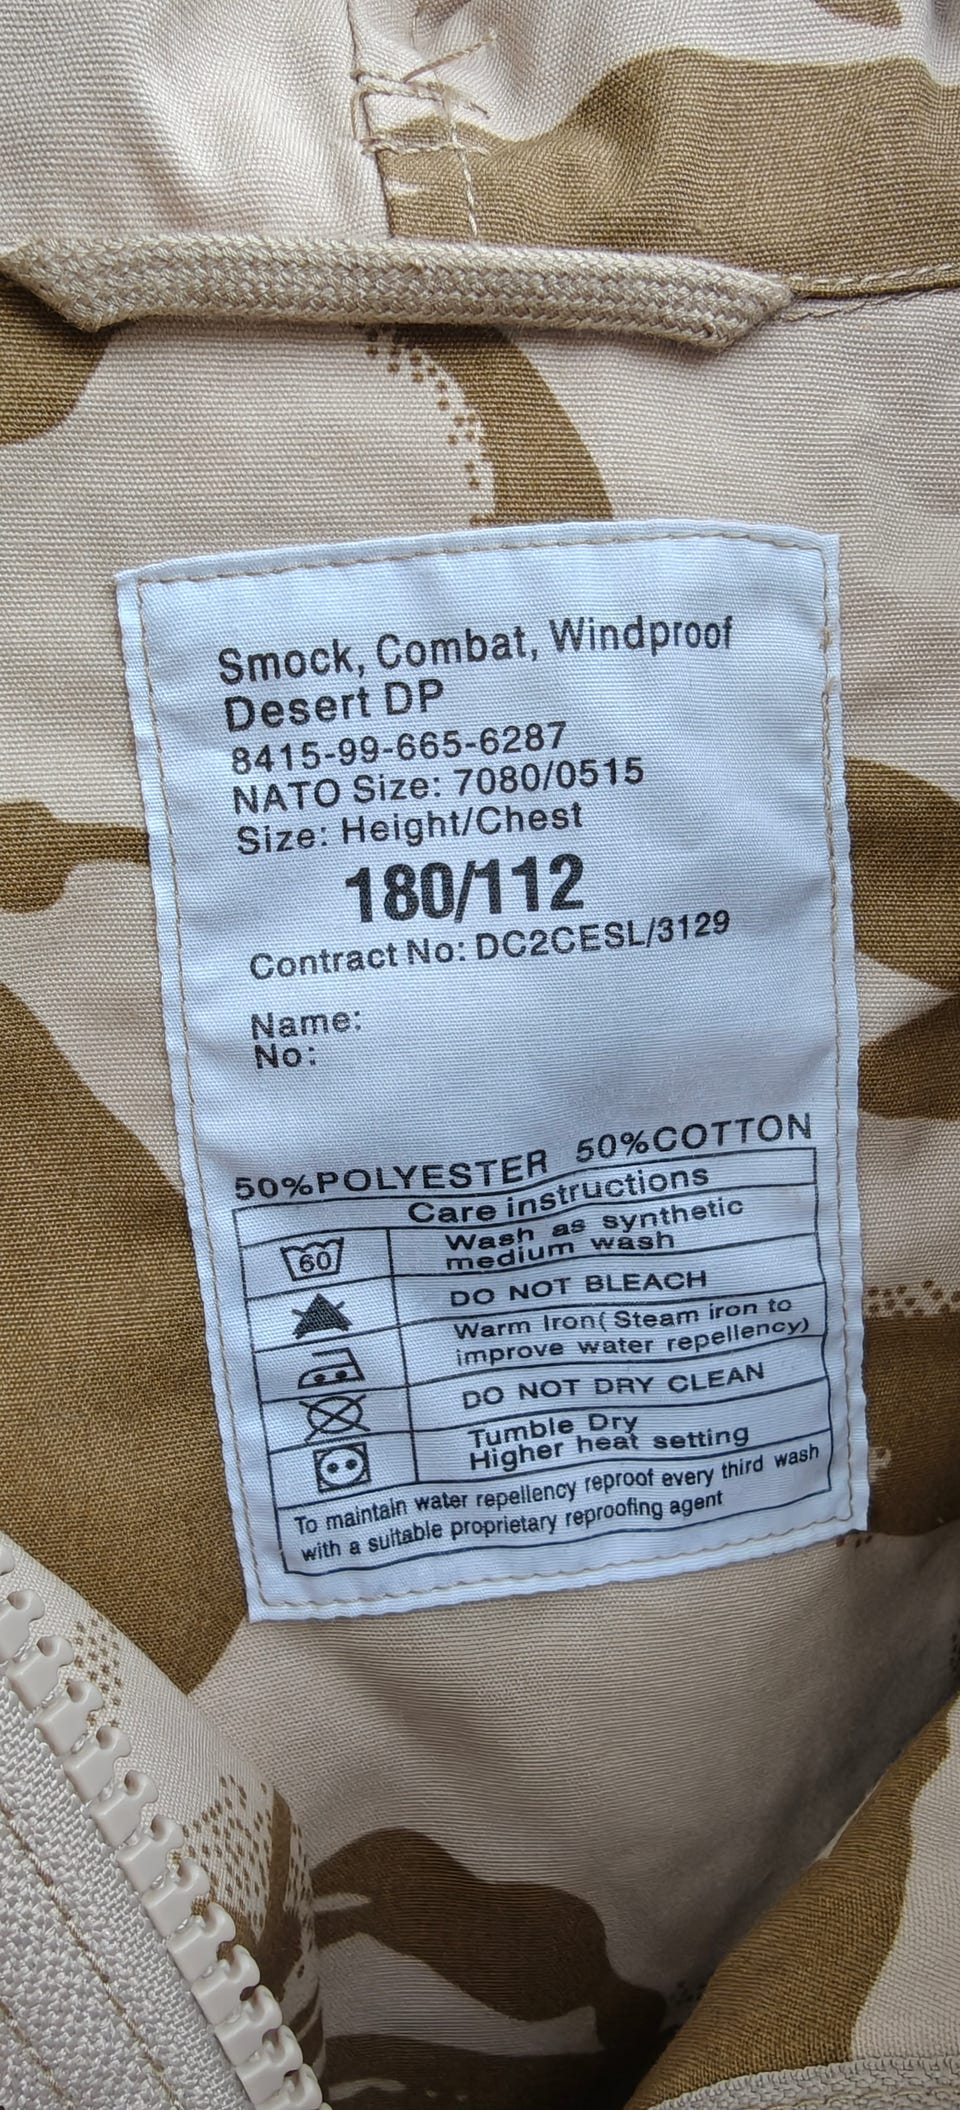 Smock, Combat, Windproof
Desert DP
8415-99-665-6287
NATO Size: 7080/0515
Size: Height/Chest
180/112
Contract No: DC2CESL/3129
Name:
No:
50%POLYESTER 50%COTTON
Care instructions
60
Wash as synthetic
medium wash
DO NOT BLEACH
Warm Iron( Steam iron to
improve water repellency)
DO NOT DRY CLEAN
Tumble Dry
Higher heat setting
To maintain water repellency reproof every third wash
with a suitable proprietary reproofing agent